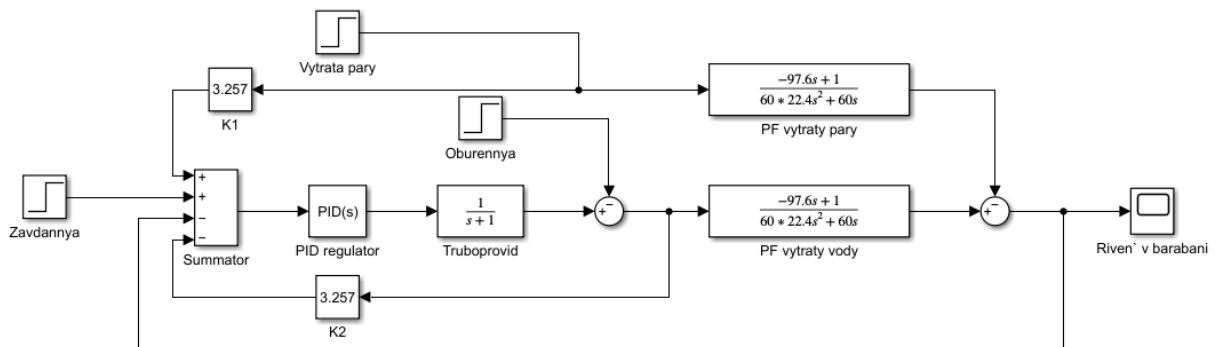 Vytrata pary
3.257
K1
−97.6s + 1
60 * 22.4s² + 60s
PF vytraty pary
−
Oburennya
−
+
Zavdannya
+
+
−
−
Summator
PID(s)
PID regulator
1
s + 1
Truboprovid
−97.6s + 1
60 * 22.4s² + 60s
PF vytraty vody
−
+
Riven` v barabani
3.257
K2